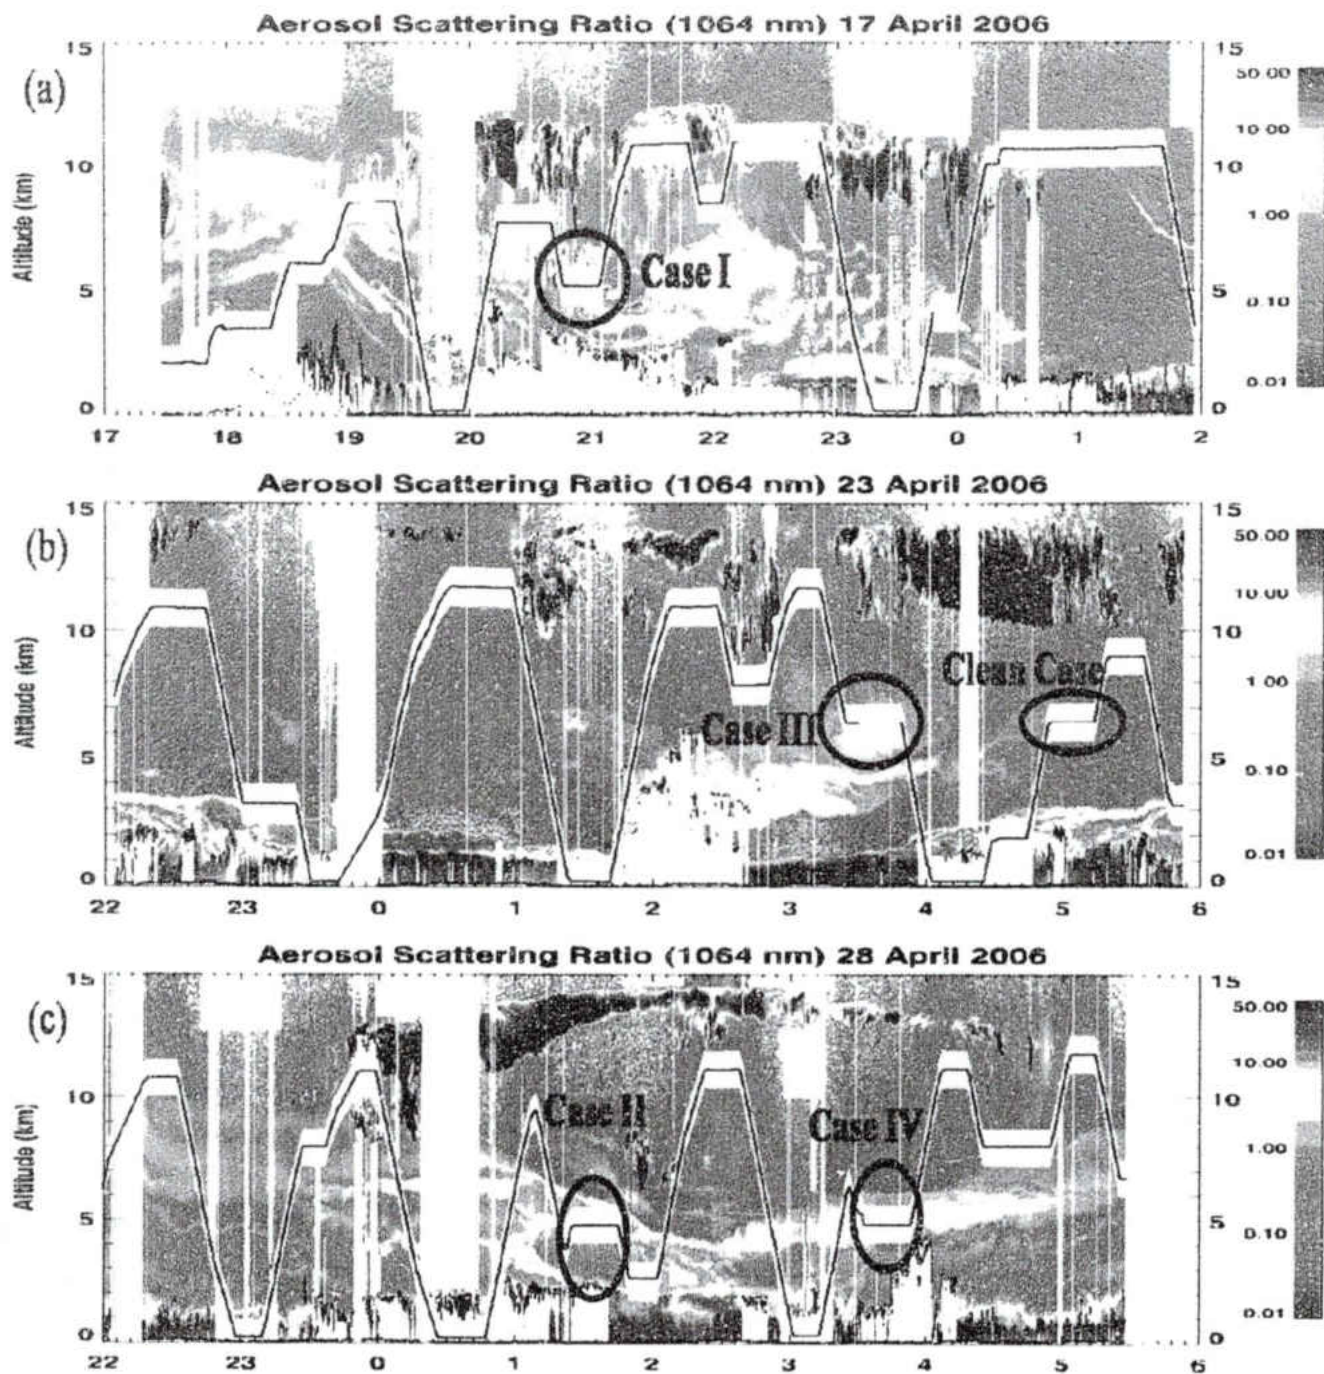 Aerosol Scattering Ratio (1064 nm) 17 April 2006
(a)
Altitude (km)
15
10
5
0
15
10
5
0
50.00
10.00
1.00
0.10
0.01
Case I
17 18 19 20 21 22 23 0 1 2
Aerosol Scattering Ratio (1064 nm) 23 April 2006
(b)
Altitude (km)
15
10
5
0
15
10
5
0
50.00
10.00
1.00
0.10
0.01
Clean Case
Case III
22 23 0 1 2 3 4 5 6
Aerosol Scattering Ratio (1064 nm) 28 April 2006
(c)
Altitude (km)
15
10
5
0
15
10
5
0
50.00
10.00
1.00
0.10
0.01
Case II
Case IV
22 23 0 1 2 3 4 5 6